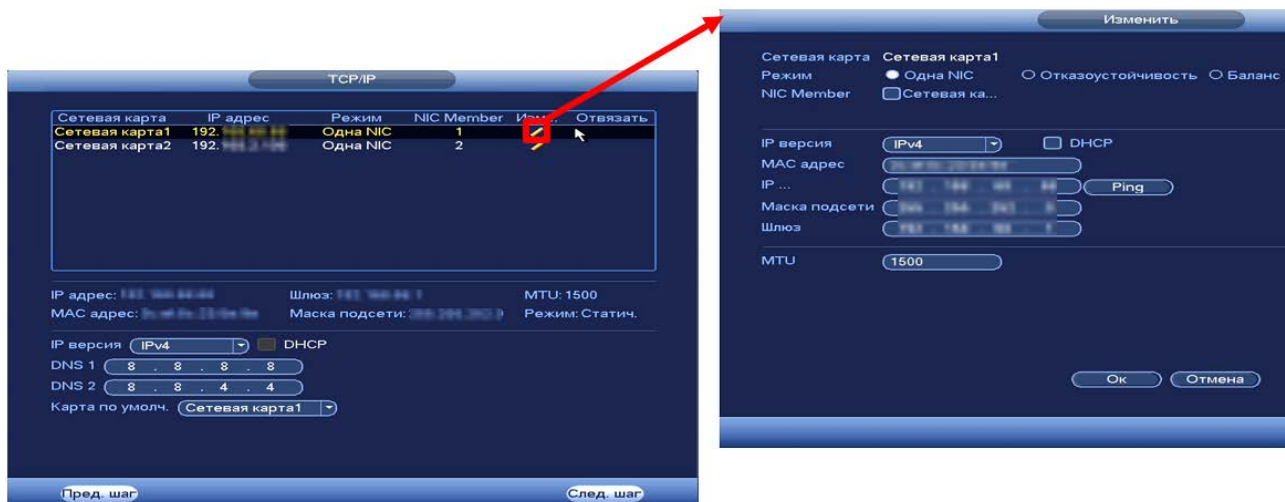 TCP/IP
Сетевая карта IP адрес Режим NIC Member Изме. Отвязать
Сетевая карта1 192. Одна NIC 1
Сетевая карта2 192. Одна NIC 2
IP адрес: Шлюз: MTU: 1500
MAC адрес: Маска подсети: Режим: Статич.
IP версия IPv4 DHCP
DNS 1 8 . 8 . 8 . 8
DNS 2 8 . 8 . 4 . 4
Карта по умолч. Сетевая карта1
Пред. шаг След. шаг
Изменить
Сетевая карта Сетевая карта1
Режим Одна NIC Отказоустойчивость Баланс
NIC Member Сетевая ка...
IP версия IPv4 DHCP
MAC адрес
IP ... Ping
Маска подсети
Шлюз
MTU 1500
Ок Отмена